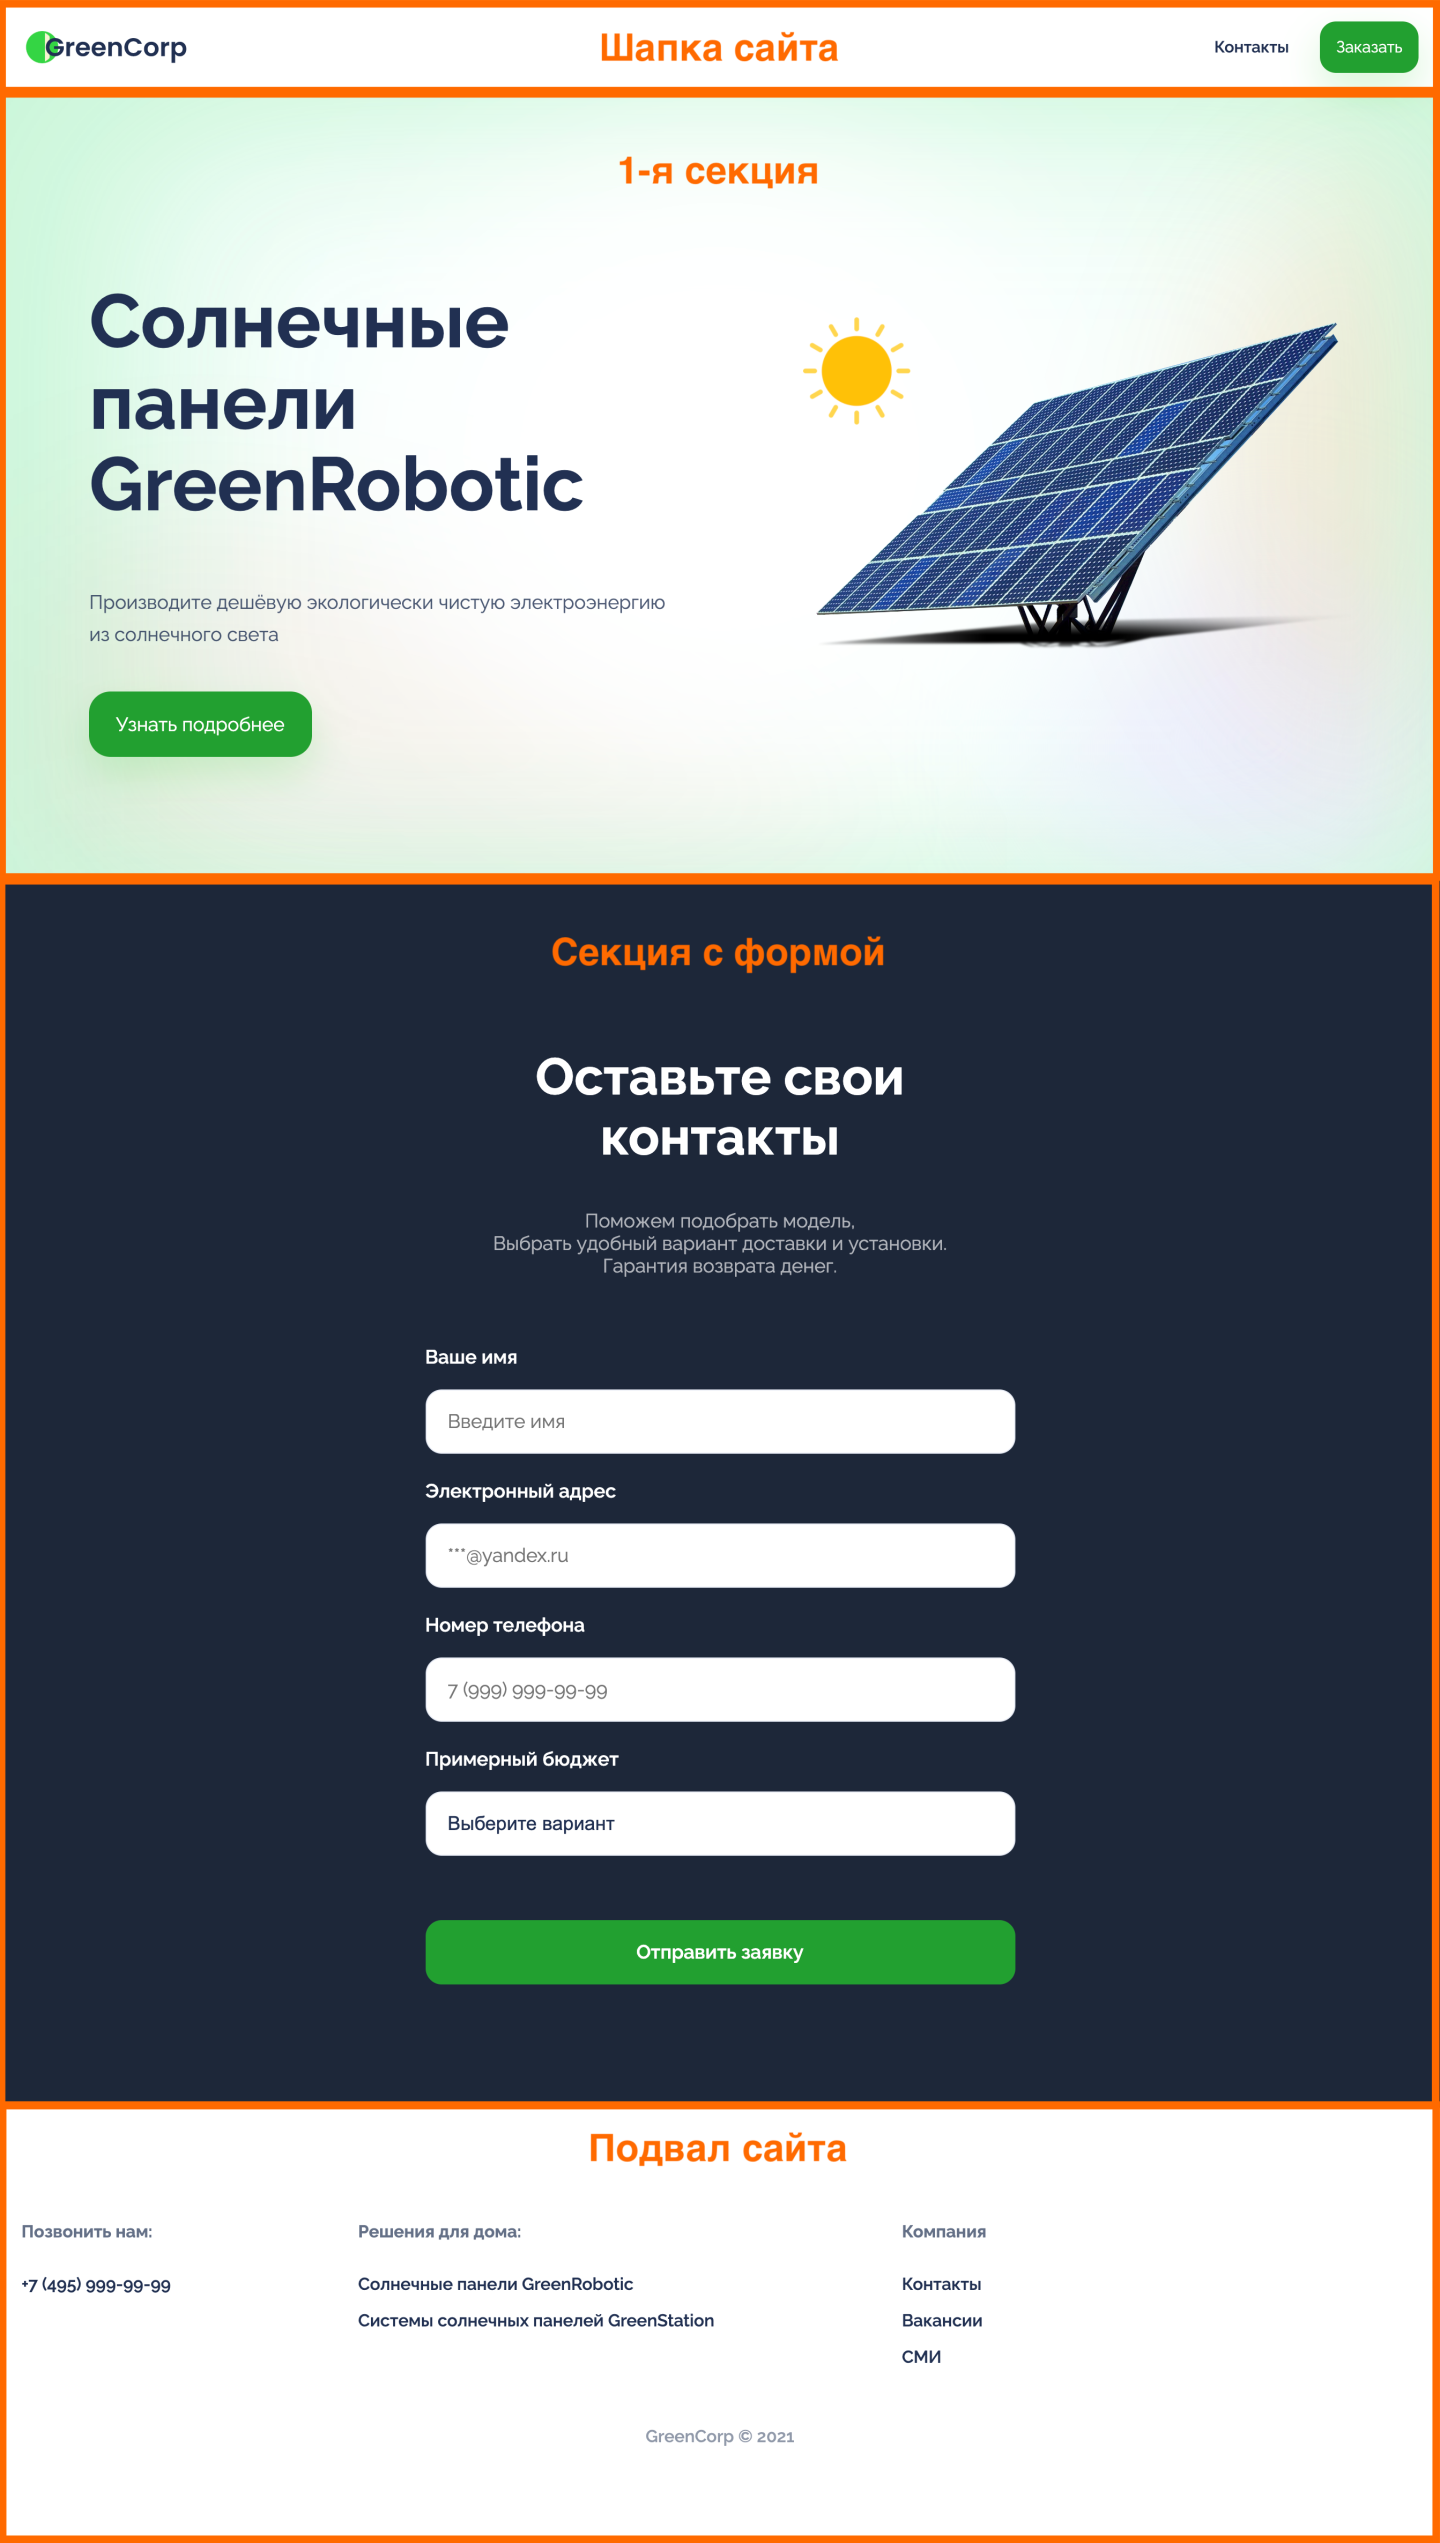 GreenCorp
Шапка сайта
Контакты
Заказать
1-я секция
Солнечные
панели
GreenRobotic
Производите дешёвую экологически чистую электроэнергию
из солнечного света
Узнать подробнее
Секция с формой
Оставьте свои
контакты
Поможем подобрать модель,
Выбрать удобный вариант доставки и установки.
Гарантия возврата денег.
Ваше имя
Введите имя
Электронный адрес
***@yandex.ru
Номер телефона
7 (999) 999-99-99
Примерный бюджет
Выберите вариант
Отправить заявку
Подвал сайта
Позвонить нам:
+7 (495) 999-99-99
Решения для дома:
Солнечные панели GreenRobotic
Системы солнечных панелей GreenStation
Компания
Контакты
Вакансии
СМИ
GreenCorp © 2021